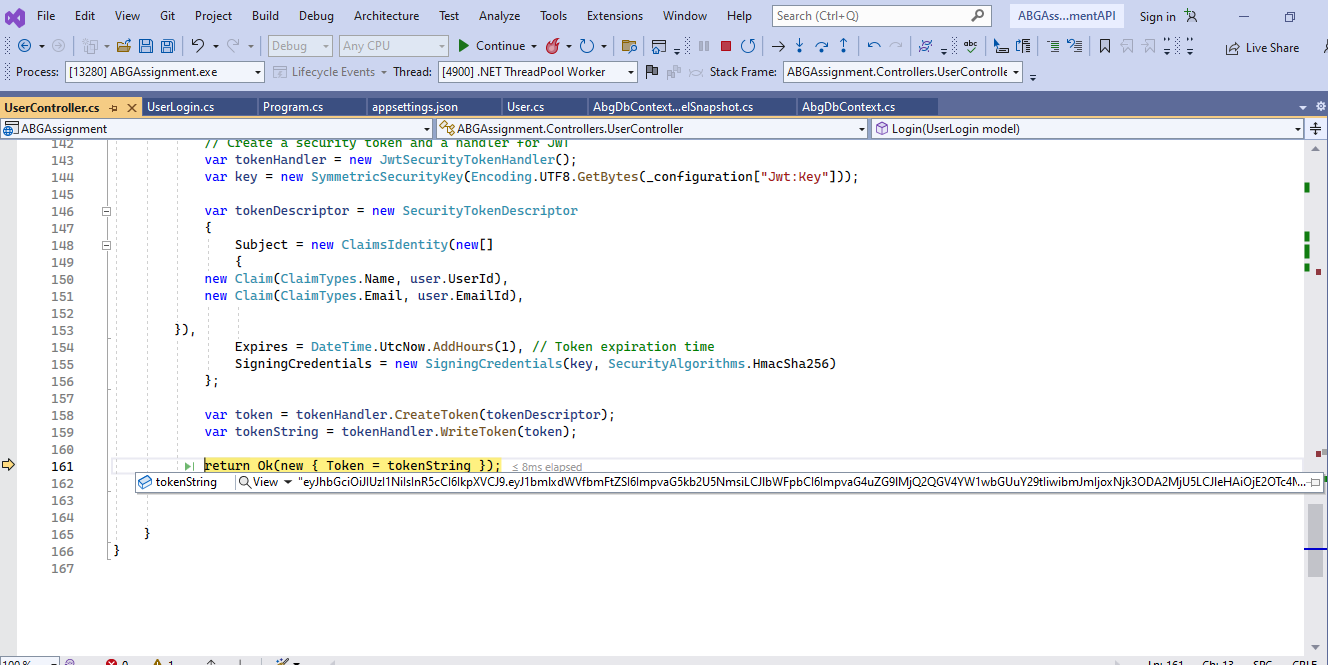 File Edit View Git Project Build Debug Architecture Test Analyze Tools Extensions Window Help Search (Ctrl+Q) ABGAss...mentAPI Sign in
Debug Any CPU Continue Live Share
Process: [13280] ABGAssignment.exe Lifecycle Events Thread: [4900] .NET ThreadPool Worker Stack Frame: ABGAssignment.Controllers.UserControlle
UserController.cs UserLogin.cs Program.cs appsettings.json User.cs AbgDbContext...elSnapshot.cs AbgDbContext.cs
ABGAssignment ABGAssignment.Controllers.UserController Login(UserLogin model)
142 // Create a security token and a handler for JWT
143 var tokenHandler = new JwtSecurityTokenHandler();
144 var key = new SymmetricSecurityKey(Encoding.UTF8.GetBytes(_configuration["Jwt:Key"]));
145
146 var tokenDescriptor = new SecurityTokenDescriptor
147 {
148 Subject = new ClaimsIdentity(new[]
149 {
150 new Claim(ClaimTypes.Name, user.UserId),
151 new Claim(ClaimTypes.Email, user.EmailId),
152
153 }),
154 Expires = DateTime.UtcNow.AddHours(1), // Token expiration time
155 SigningCredentials = new SigningCredentials(key, SecurityAlgorithms.HmacSha256)
156 };
157
158 var token = tokenHandler.CreateToken(tokenDescriptor);
159 var tokenString = tokenHandler.WriteToken(token);
160
161 return Ok(new { Token = tokenString }); ≤ 8ms elapsed
162 tokenString View
163
164
165 }
166 }
167
100 % 0 1 Ln: 161 Ch: 13 SPC CRLF